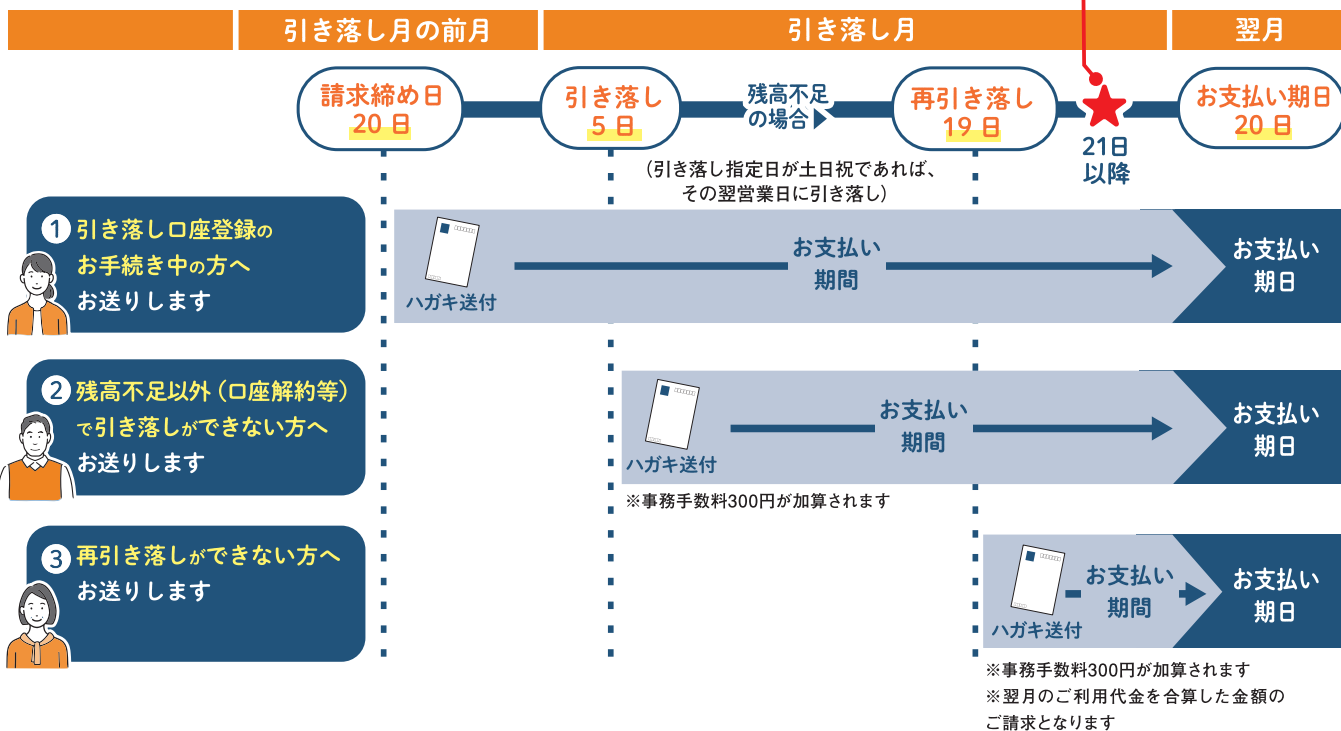 引き落し月の前月
引き落し月
翌月
請求締め日
20日
引き落し
5日
残高不足
の場合▶
再引き落し
19日
21日
以降
お支払い期日
20日
(引き落し指定日が土日祝であれば、
その翌営業日に引き落し)
① 引き落し口座登録の
お手続き中の方へ
お送りします
ハガキ送付
お支払い
期間
お支払い
期日
② 残高不足以外(口座解約等)
で引き落しができない方へ
お送りします
ハガキ送付
お支払い
期間
お支払い
期日
※事務手数料300円が加算されます
③ 再引き落しができない方へ
お送りします
ハガキ送付
お支払い
期間
お支払い
期日
※事務手数料300円が加算されます
※翌月のご利用代金を合算した金額の
ご請求となります